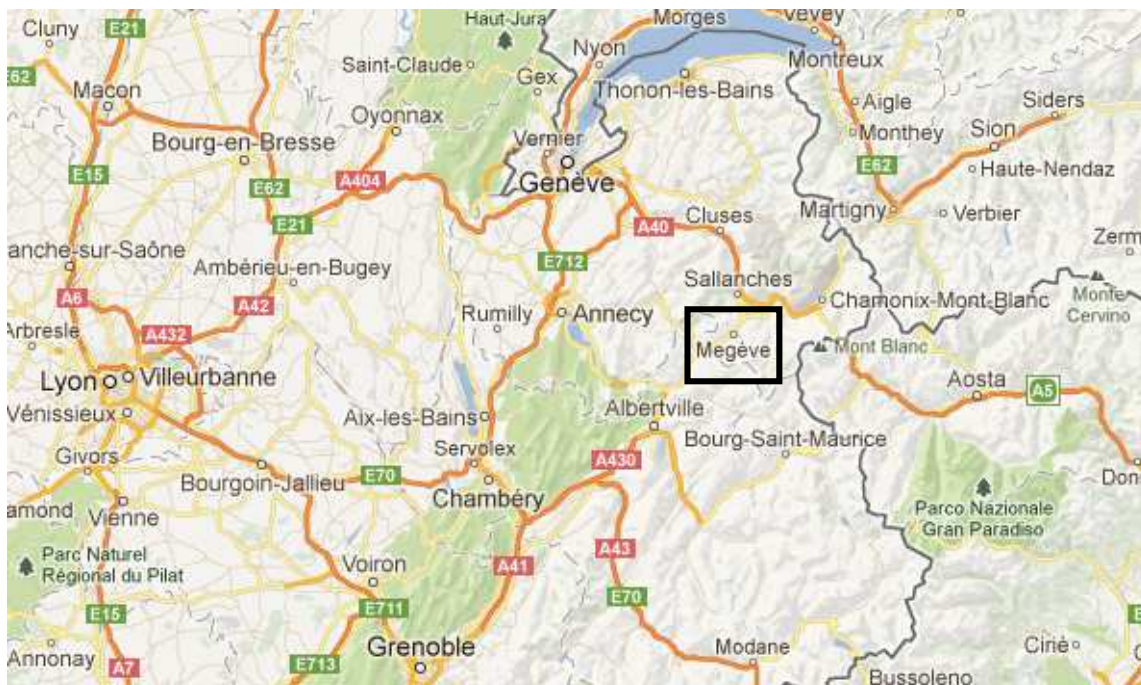 Cluny
E21
Haut-Jura
Morges
Vevey
Nyon
E62
Saint-Claude
Gex
Montreux
Macon
Thonon-les-Bains
Aigle
Siders
Oyonnax
Vernier
Monthey
Sion
Bourg-en-Bresse
E15
E62
A404
Genève
E62
Haute-Nendaz
E21
A40
Cluses
Martigny
Verbier
anche-sur-Saône
E712
Zerm
Ambérieu-en-Bugey
Sallanches
A6
A42
Rumilly
Annecy
Chamonix-Mont-Blanc
Monte
Cervino
Arbresle
A432
Megève
Mont Blanc
Lyon
Villeurbanne
Aosta
A5
Vénissieux
Aix-les-Bains
Albertville
Bourg-Saint-Maurice
Givors
Servolex
A430
E70
Bourgoin-Jallieu
Chambéry
Don
amond
Vienne
Parco Nazionale
Gran Paradiso
Parc Naturel
Régional du Pilat
Voiron
A41
A43
E15
E711
E70
Annonay
A7
E713
Grenoble
Modane
Ciriè
E
Bussoleno